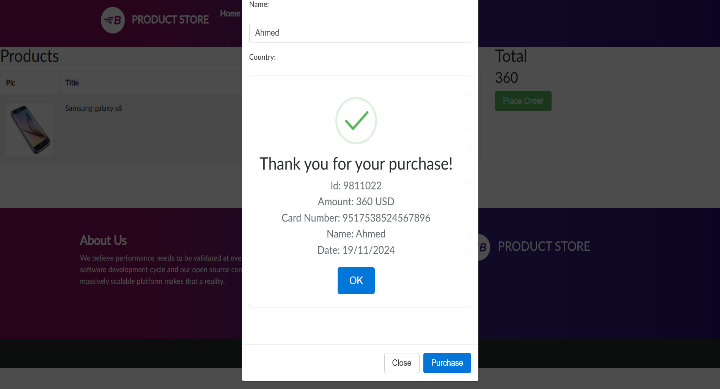 PRODUCT STORE
Home
Name:
Ahmed
Country:
Products
Pic
Title
Samsung galaxy s6
Total
360
Place Order
Thank you for your purchase!
Id: 9811022
Amount: 360 USD
Card Number: 9517538524567896
Name: Ahmed
Date: 19/11/2024
OK
About Us
We believe performance needs to be validated at eve
software development cycle and our open source con
massively scalable platform makes that a reality.
B PRODUCT STORE
Close
Purchase